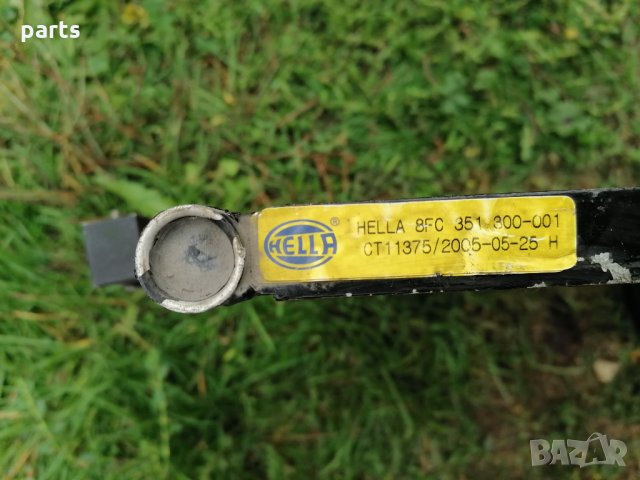 parts
HELLA
HELLA 8FC 351 300-001
CT11375/2005-05-25 H
BAZAR